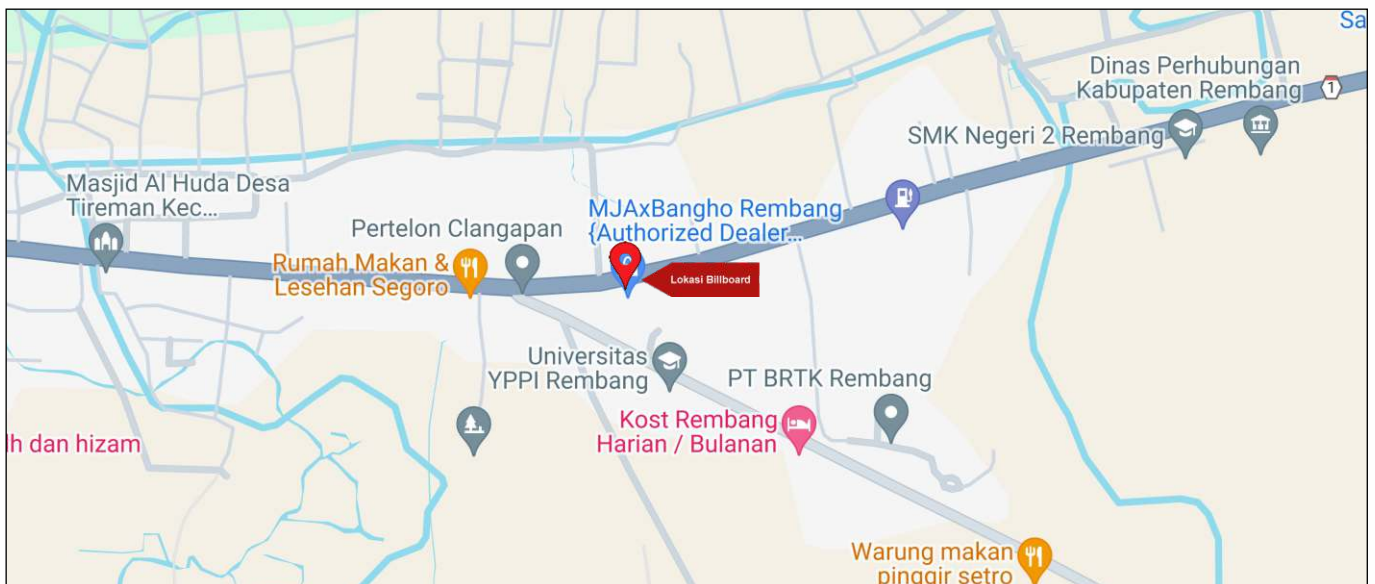 Sa
Dinas Perhubungan
Kabupaten Rembang
1
SMK Negeri 2 Rembang
Masjid Al Huda Desa
Tireman Kec...
MJAxBangho Rembang
{Authorized Dealer...
Pertelon Clangapan
Rumah Makan &
Lesehan Segoro
Lokasi Billboard
Universitas
YPPI Rembang
PT BRTK Rembang
Kost Rembang
Harian / Bulanan
lh dan hizam
Warung makan
pinggir setro